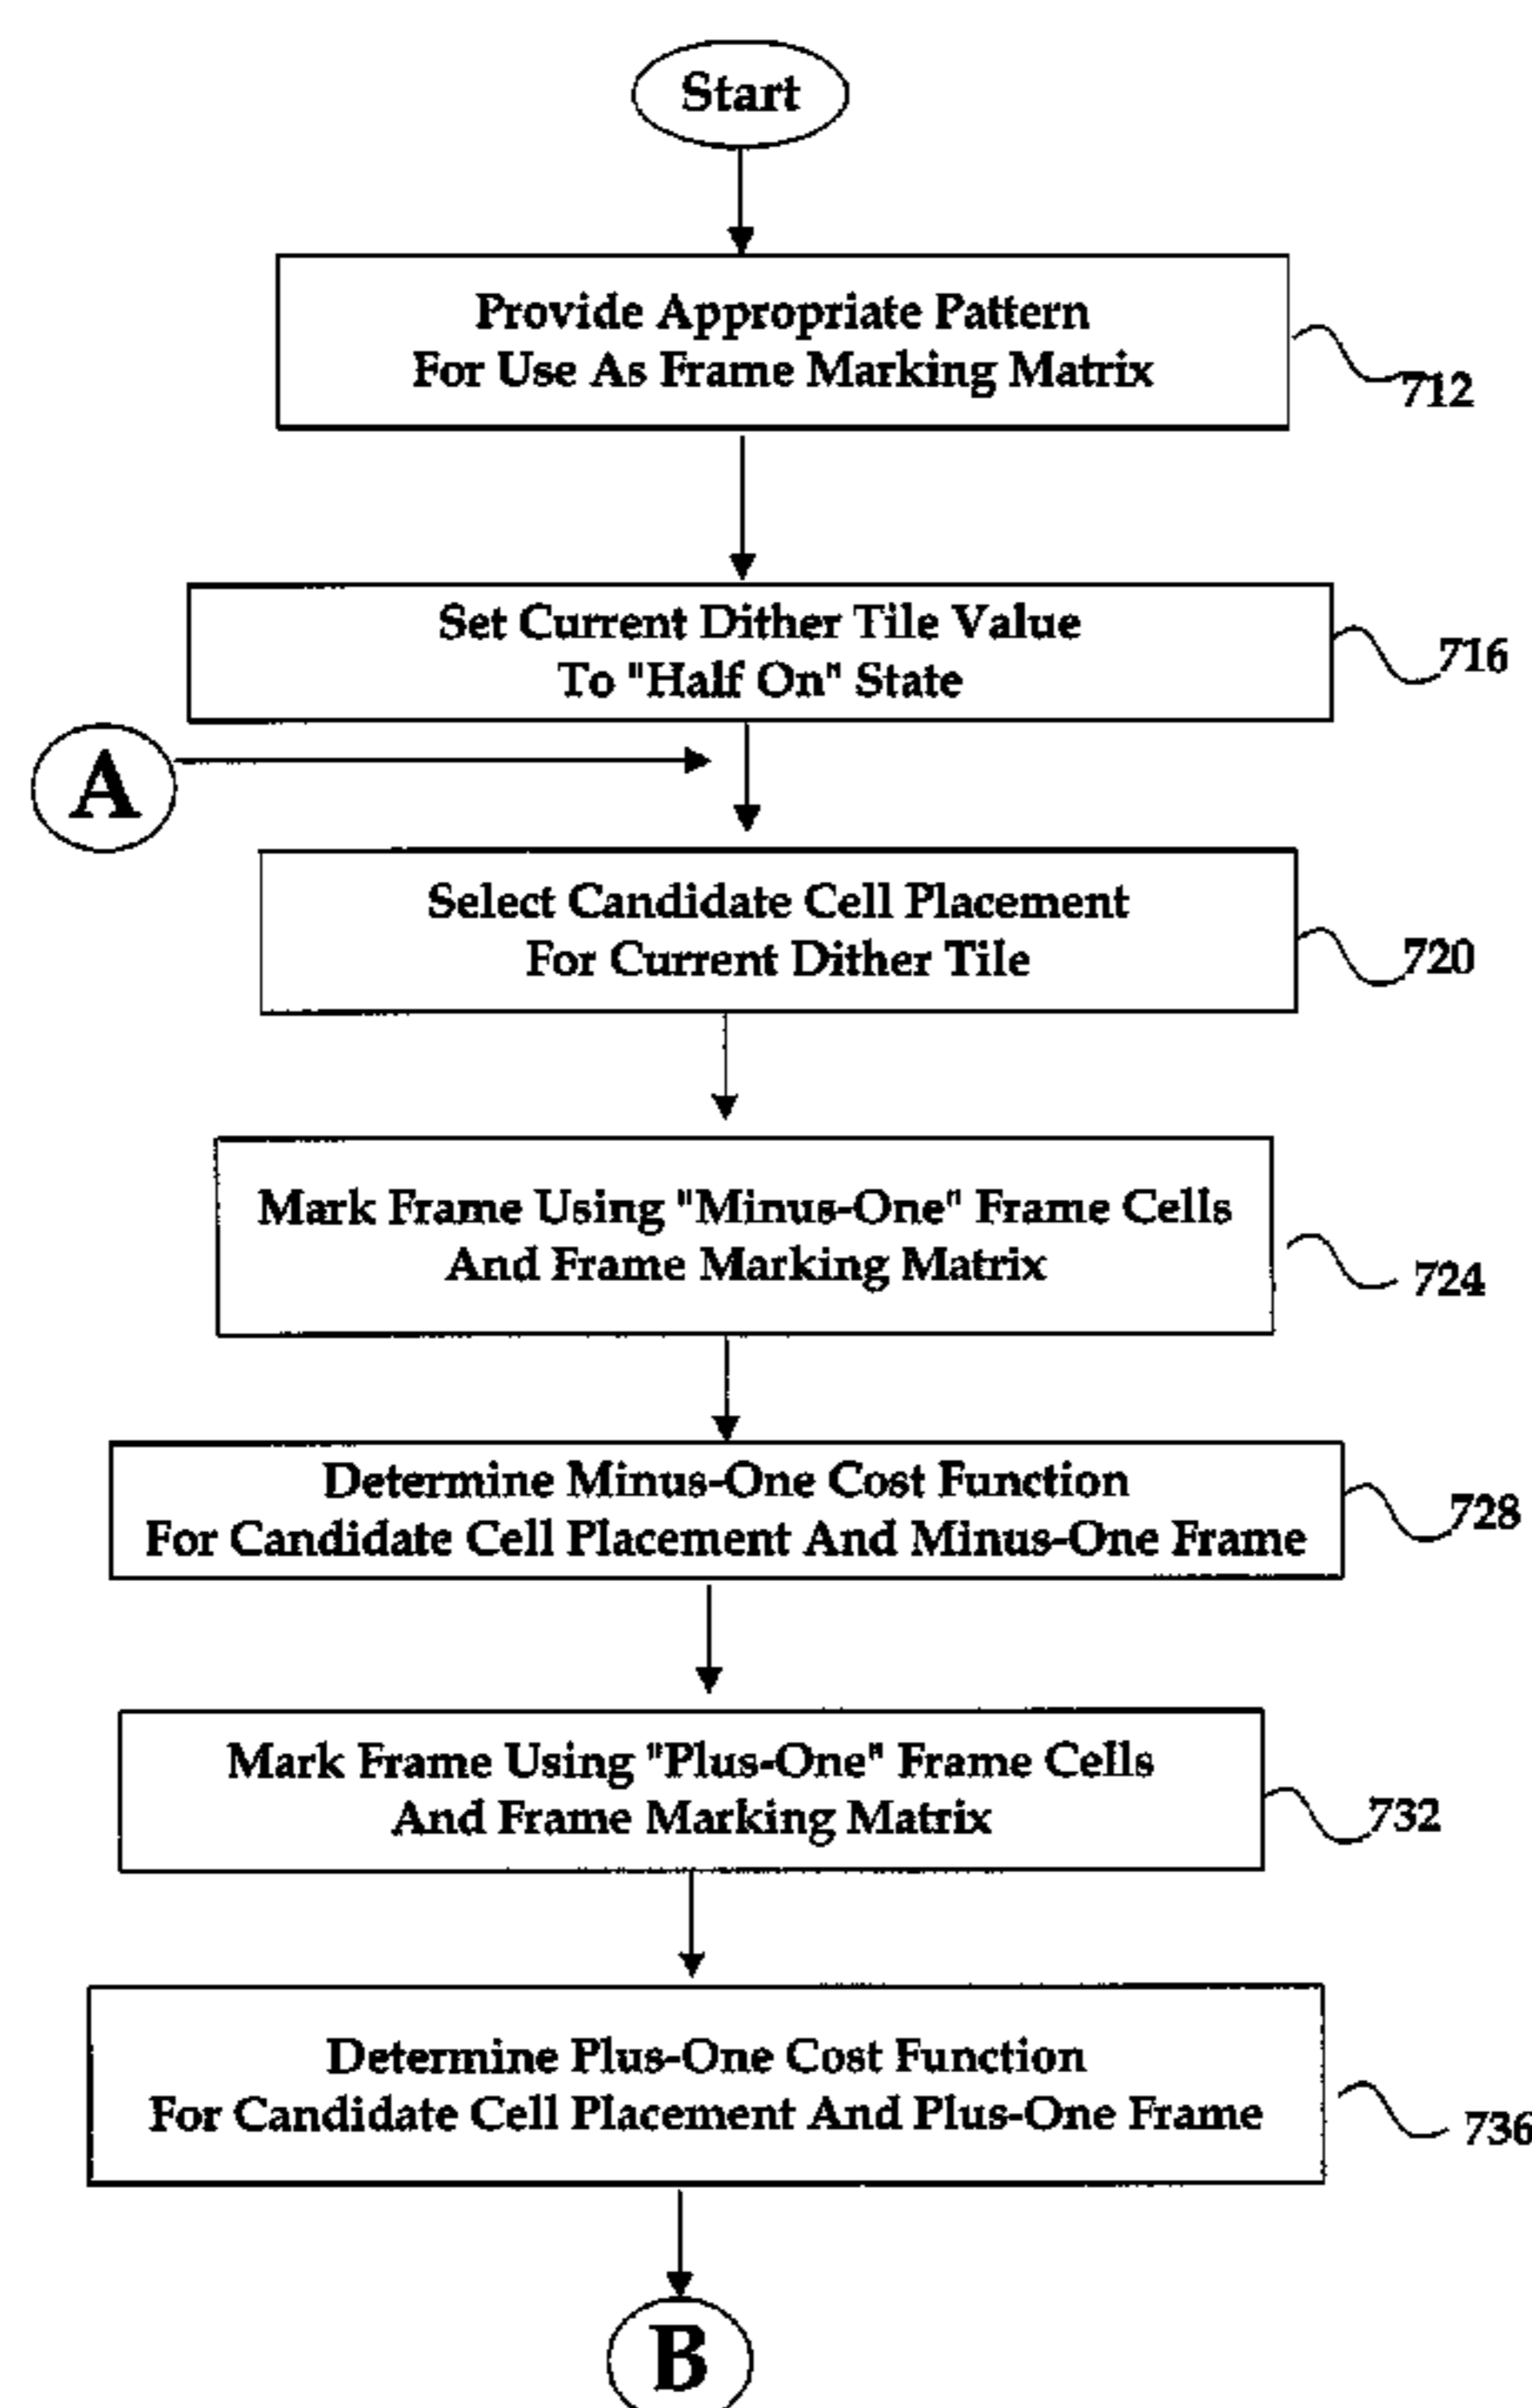 Start
Provide Appropriate Pattern
For Use As Frame Marking Matrix
712
Set Current Dither Tile Value
To "Half On" State
716
A
Select Candidate Cell Placement
For Current Dither Tile
720
Mark Frame Using "Minus-One" Frame Cells
And Frame Marking Matrix
724
Determine Minus-One Cost Function
For Candidate Cell Placement And Minus-One Frame
728
Mark Frame Using "Plus-One" Frame Cells
And Frame Marking Matrix
732
Determine Plus-One Cost Function
For Candidate Cell Placement And Plus-One Frame
736
B